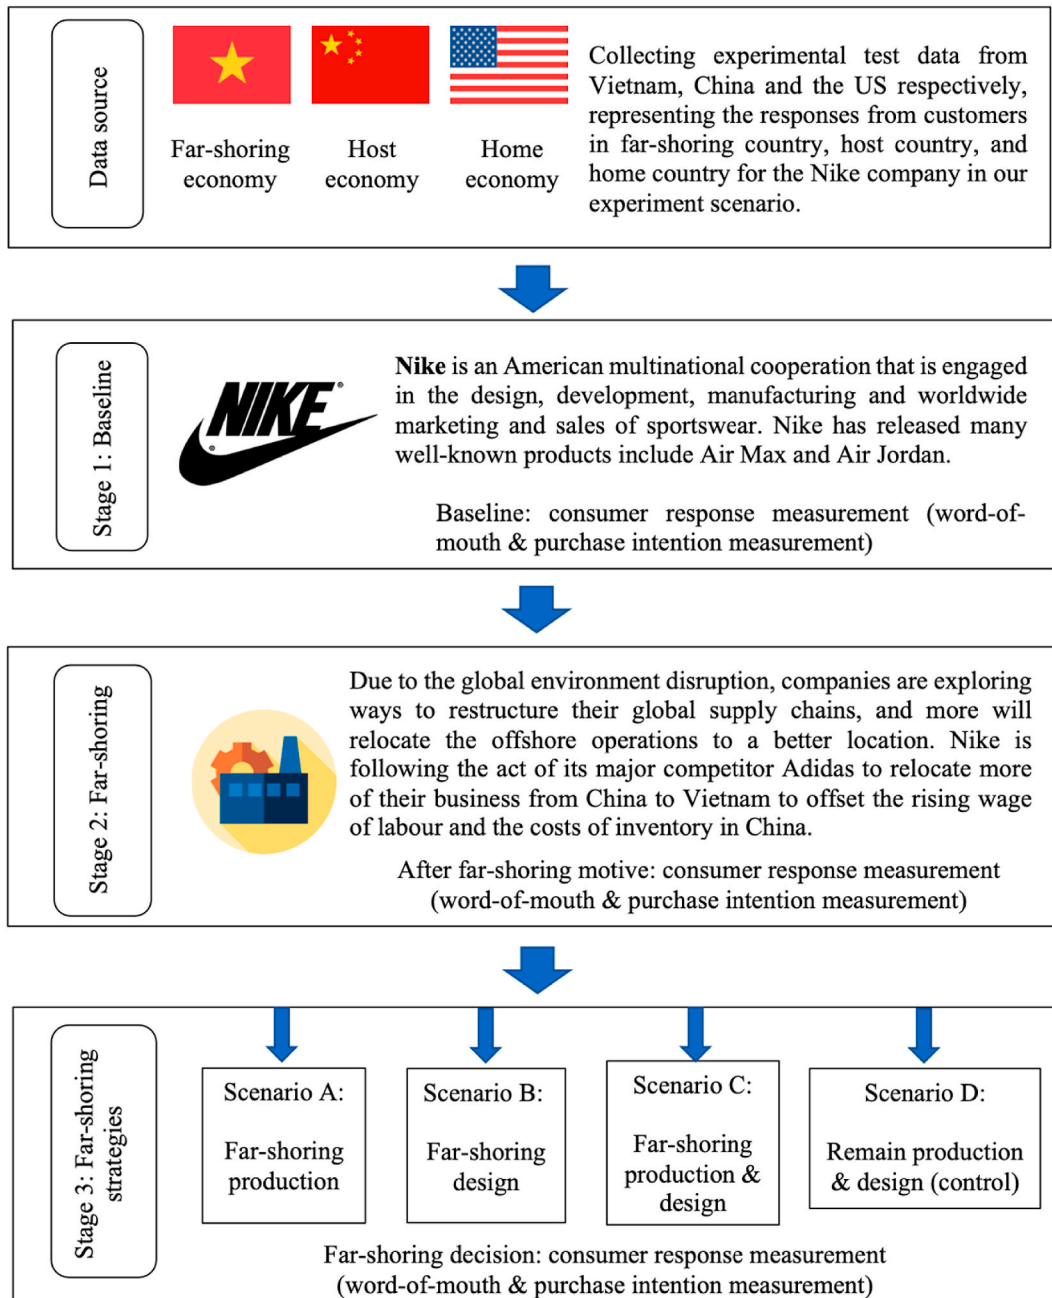 Data source
Far-shoring
economy
Host
economy
Home
economy
Collecting experimental test data from
Vietnam, China and the US respectively,
representing the responses from customers
in far-shoring country, host country, and
home country for the Nike company in our
experiment scenario.
Stage 1: Baseline
NIKE®
®
Nike is an American multinational cooperation that is engaged
in the design, development, manufacturing and worldwide
marketing and sales of sportswear. Nike has released many
well-known products include Air Max and Air Jordan.
Baseline: consumer response measurement (word-of-
mouth & purchase intention measurement)
Stage 2: Far-shoring
Due to the global environment disruption, companies are exploring
ways to restructure their global supply chains, and more will
relocate the offshore operations to a better location. Nike is
following the act of its major competitor Adidas to relocate more
of their business from China to Vietnam to offset the rising wage
of labour and the costs of inventory in China.
After far-shoring motive: consumer response measurement
(word-of-mouth & purchase intention measurement)
Stage 3: Far-shoring
strategies
Scenario A:
Far-shoring
production
Scenario B:
Far-shoring
design
Scenario C:
Far-shoring
production &
design
Scenario D:
Remain production
& design (control)
Far-shoring decision: consumer response measurement
(word-of-mouth & purchase intention measurement)